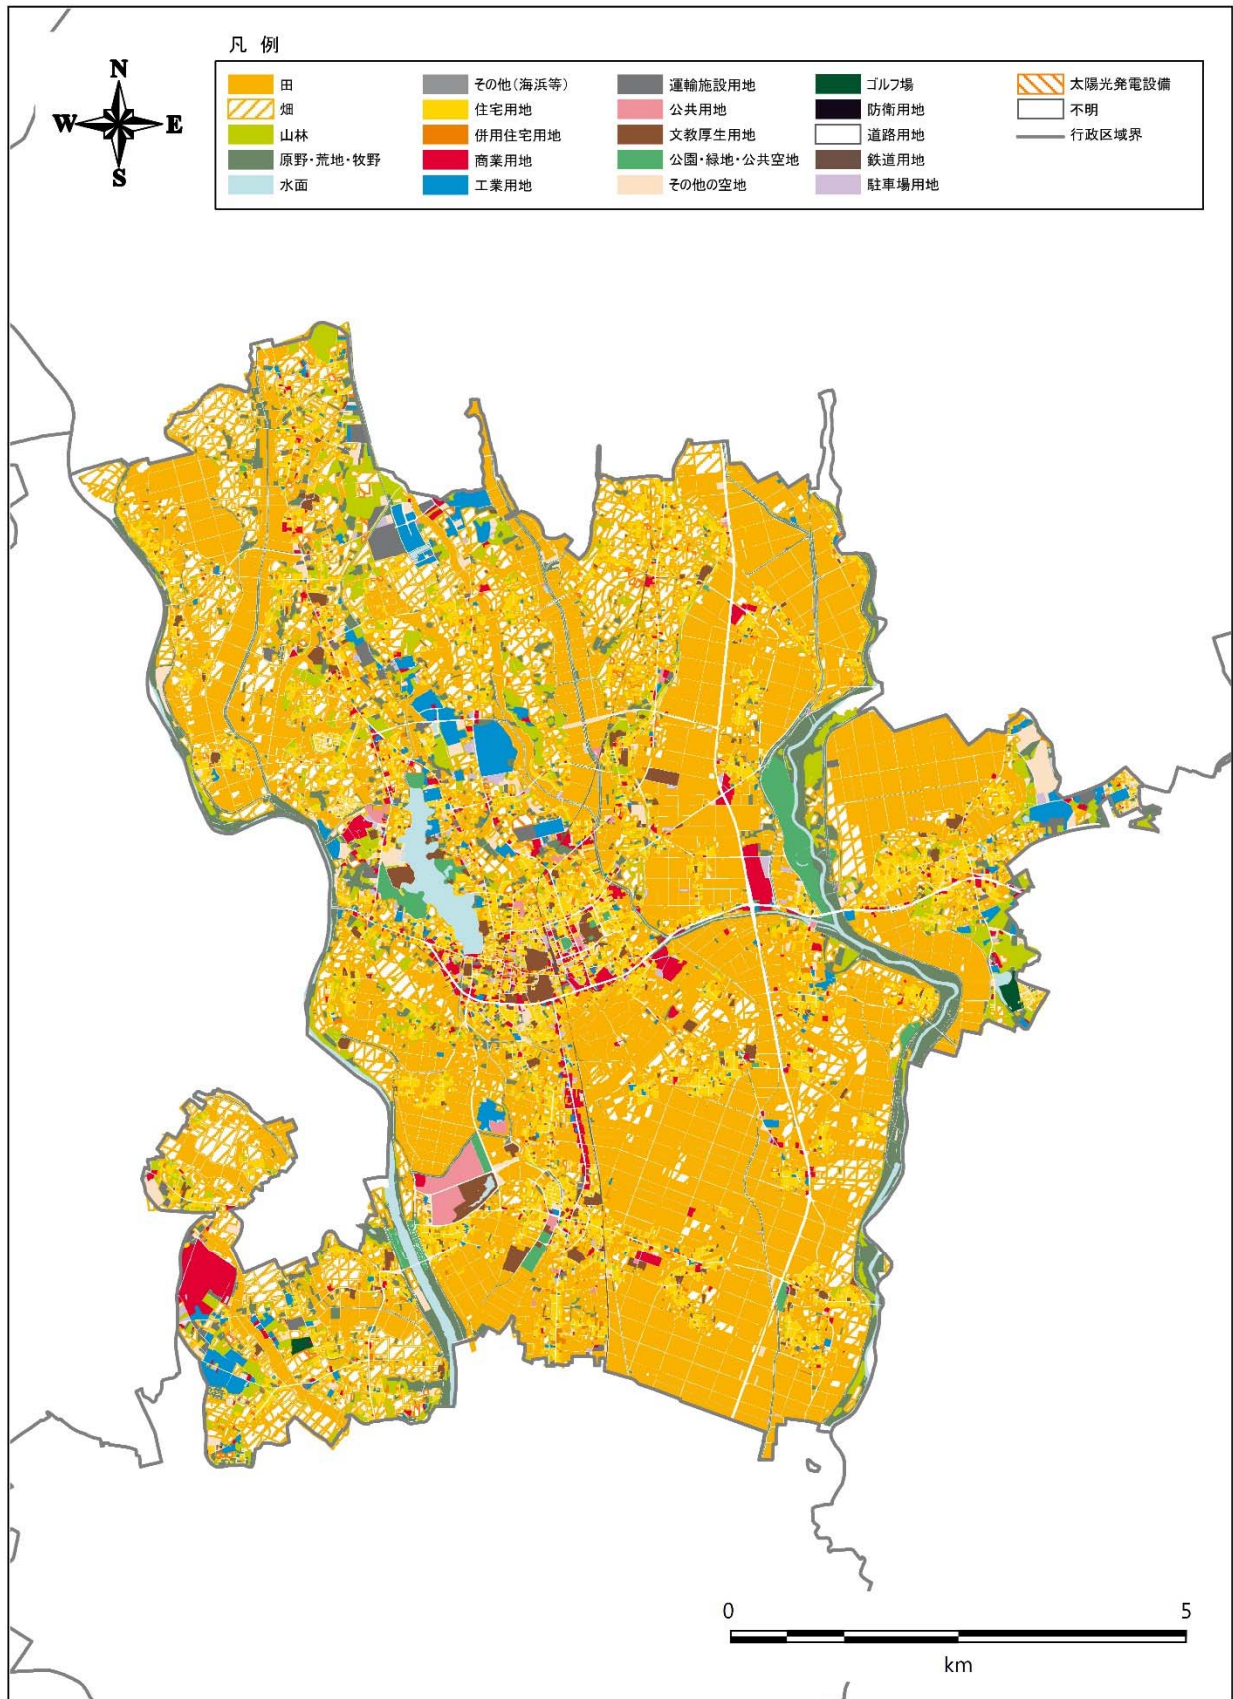 凡 例
N
W
E
S
田
その他(海浜等)
運輸施設用地
ゴルフ場
太陽光発電設備
畑
住宅用地
公共用地
防衛用地
不明
山林
併用住宅用地
文教厚生用地
道路用地
行政区域界
原野・荒地・牧野
商業用地
公園・緑地・公共空地
鉄道用地
水面
工業用地
その他の空地
駐車場用地
0
5
km